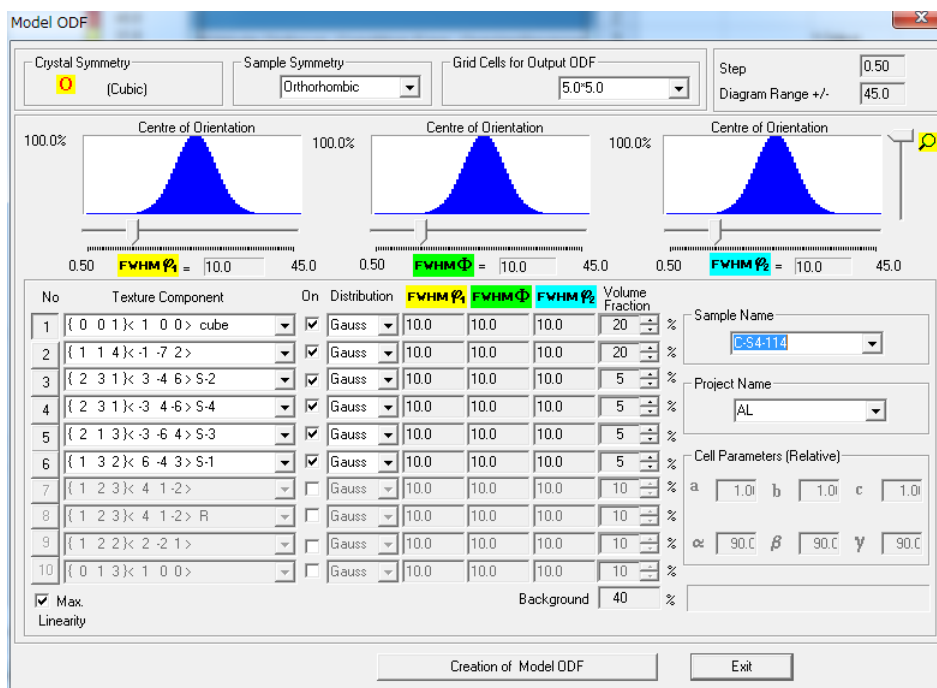 Model ODF
x
Crystal Symmetry
O (Cubic)
Sample Symmetry
Orthorhombic
Grid Cells for Output ODF
5.0*5.0
Step 0.50
Diagram Range +/- 45.0
Centre of Orientation Centre of Orientation Centre of Orientation
100.0% 100.0% 100.0%
0.50 FWHM φ1 = 10.0 45.0 0.50 FWHM Φ = 10.0 45.0 0.50 FWHM φ2 = 10.0 45.0
No Texture Component On Distribution FWHM φ1 FWHM Φ FWHM φ2 Volume Fraction
1 { 0 0 1}< 1 0 0> cube Gauss 10.0 10.0 10.0 20 %
2 { 1 1 4}< -1 -7 2> Gauss 10.0 10.0 10.0 20 %
3 { 2 3 1}< 3 -4 6> S-2 Gauss 10.0 10.0 10.0 5 %
4 { 2 3 1}< -3 4 -6> S-4 Gauss 10.0 10.0 10.0 5 %
5 { 2 1 3}< -3 -6 4> S-3 Gauss 10.0 10.0 10.0 5 %
6 { 1 3 2}< 6 -4 3> S-1 Gauss 10.0 10.0 10.0 5 %
7 { 1 2 3}< 4 1 -2> Gauss 10.0 10.0 10.0 10 %
8 { 1 2 3}< 4 1 -2> R Gauss 10.0 10.0 10.0 10 %
9 { 1 2 2}< 2 -2 1> Gauss 10.0 10.0 10.0 10 %
10 { 0 1 3}< 1 0 0> Gauss 10.0 10.0 10.0 10 %
Max. Linearity
Background 40 %
Sample Name
C-S4-114
Project Name
AL
Cell Parameters (Relative)
a 1.0 b 1.0 c 1.0
α 90.0 β 90.0 γ 90.0
Creation of Model ODF Exit